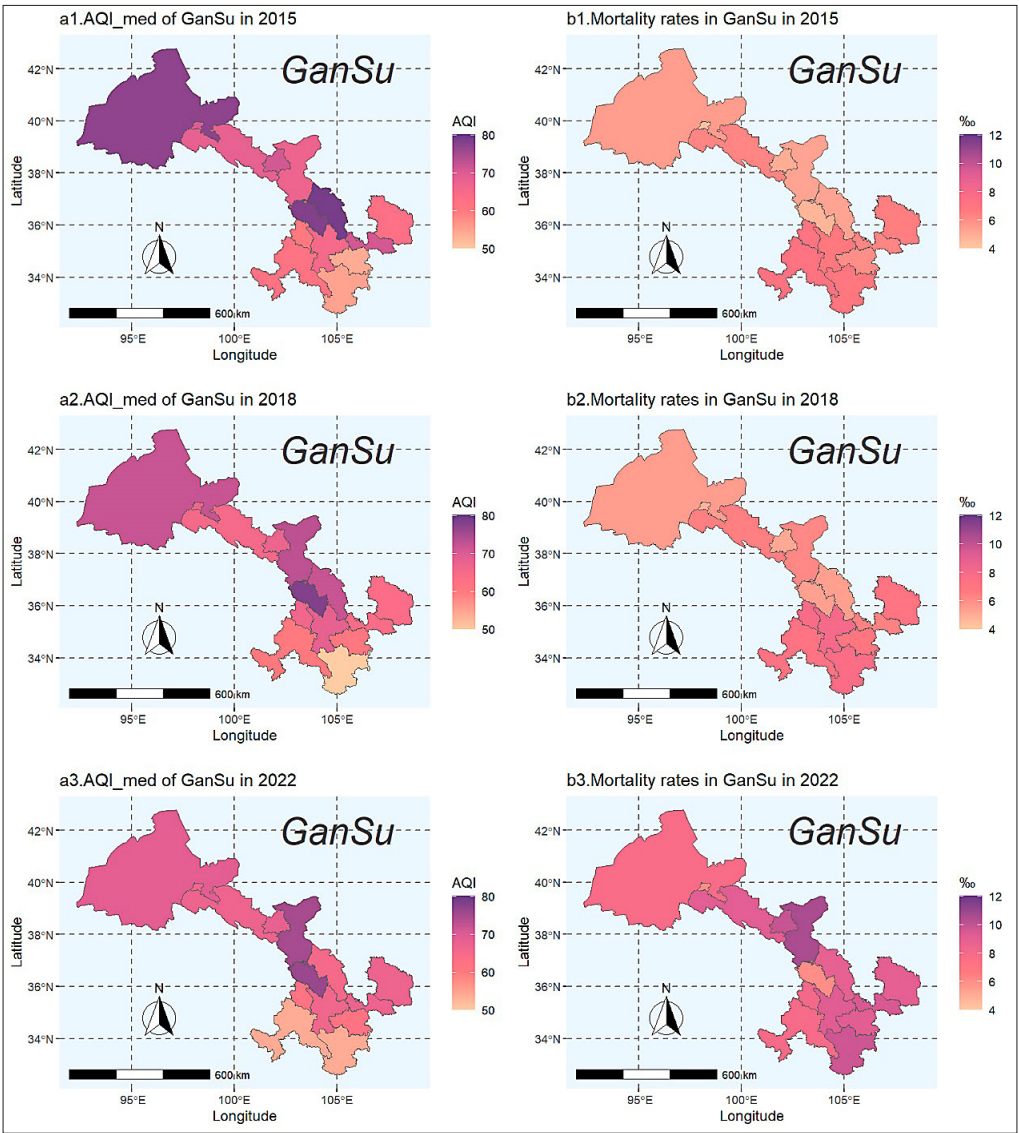 a1.AQI_med of GanSu in 2015
GanSu
42°N
40°N
38°N
36°N
34°N
Latitude
N
600 km
95°E
100°E
105°E
Longitude
AQI
80
70
60
50
b1.Mortality rates in GanSu in 2015
GanSu
42°N
40°N
38°N
36°N
34°N
Latitude
N
600 km
95°E
100°E
105°E
Longitude
‰
12
10
8
6
4
a2.AQI_med of GanSu in 2018
GanSu
42°N
40°N
38°N
36°N
34°N
Latitude
N
600 km
95°E
100°E
105°E
Longitude
AQI
80
70
60
50
b2.Mortality rates in GanSu in 2018
GanSu
42°N
40°N
38°N
36°N
34°N
Latitude
N
600 km
95°E
100°E
105°E
Longitude
‰
12
10
8
6
4
a3.AQI_med of GanSu in 2022
GanSu
42°N
40°N
38°N
36°N
34°N
Latitude
N
600 km
95°E
100°E
105°E
Longitude
AQI
80
70
60
50
b3.Mortality rates in GanSu in 2022
GanSu
42°N
40°N
38°N
36°N
34°N
Latitude
N
600 km
95°E
100°E
105°E
Longitude
‰
12
10
8
6
4